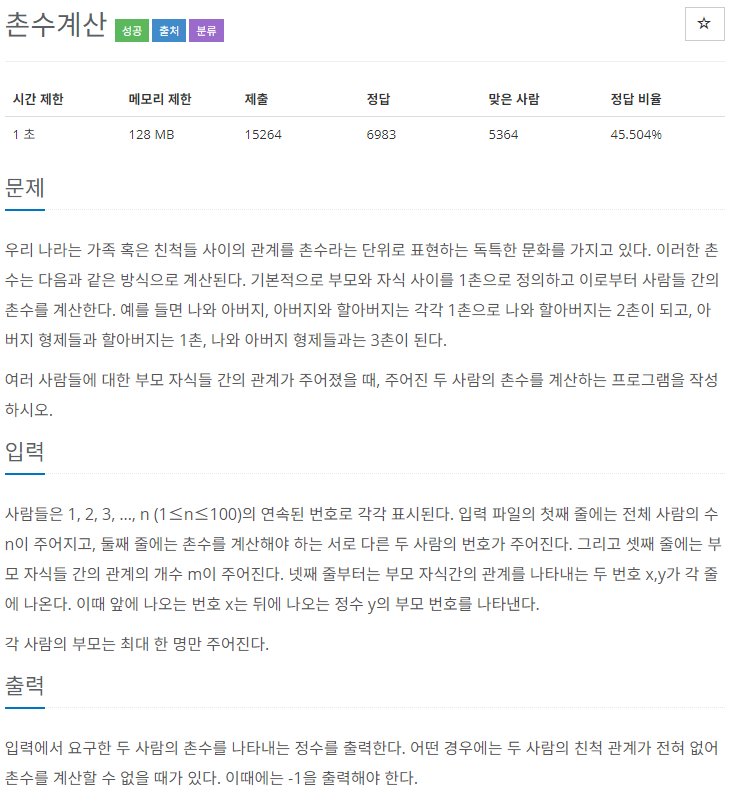 촌수계산 성공 출처 분류 ☆
시간 제한 메모리 제한 제출 정답 맞은 사람 정답 비율
1 초 128 MB 15264 6983 5364 45.504%
문제
우리 나라는 가족 혹은 친척들 사이의 관계를 촌수라는 단위로 표현하는 독특한 문화를 가지고 있다. 이러한 촌
수는 다음과 같은 방식으로 계산된다. 기본적으로 부모와 자식 사이를 1촌으로 정의하고 이로부터 사람들 간의
촌수를 계산한다. 예를 들면 나와 아버지, 아버지와 할아버지는 각각 1촌으로 나와 할아버지는 2촌이 되고, 아
버지 형제들과 할아버지는 1촌, 나와 아버지 형제들과는 3촌이 된다.
여러 사람들에 대한 부모 자식들 간의 관계가 주어졌을 때, 주어진 두 사람의 촌수를 계산하는 프로그램을 작성
하시오.
입력
사람들은 1, 2, 3, …, n (1≤n≤100)의 연속된 번호로 각각 표시된다. 입력 파일의 첫째 줄에는 전체 사람의 수
n이 주어지고, 둘째 줄에는 촌수를 계산해야 하는 서로 다른 두 사람의 번호가 주어진다. 그리고 셋째 줄에는 부
모 자식들 간의 관계의 개수 m이 주어진다. 넷째 줄부터는 부모 자식간의 관계를 나타내는 두 번호 x,y가 각 줄
에 나온다. 이때 앞에 나오는 번호 x는 뒤에 나오는 정수 y의 부모 번호를 나타낸다.
각 사람의 부모는 최대 한 명만 주어진다.
출력
입력에서 요구한 두 사람의 촌수를 나타내는 정수를 출력한다. 어떤 경우에는 두 사람의 친척 관계가 전혀 없어
촌수를 계산할 수 없을 때가 있다. 이때에는 -1을 출력해야 한다.